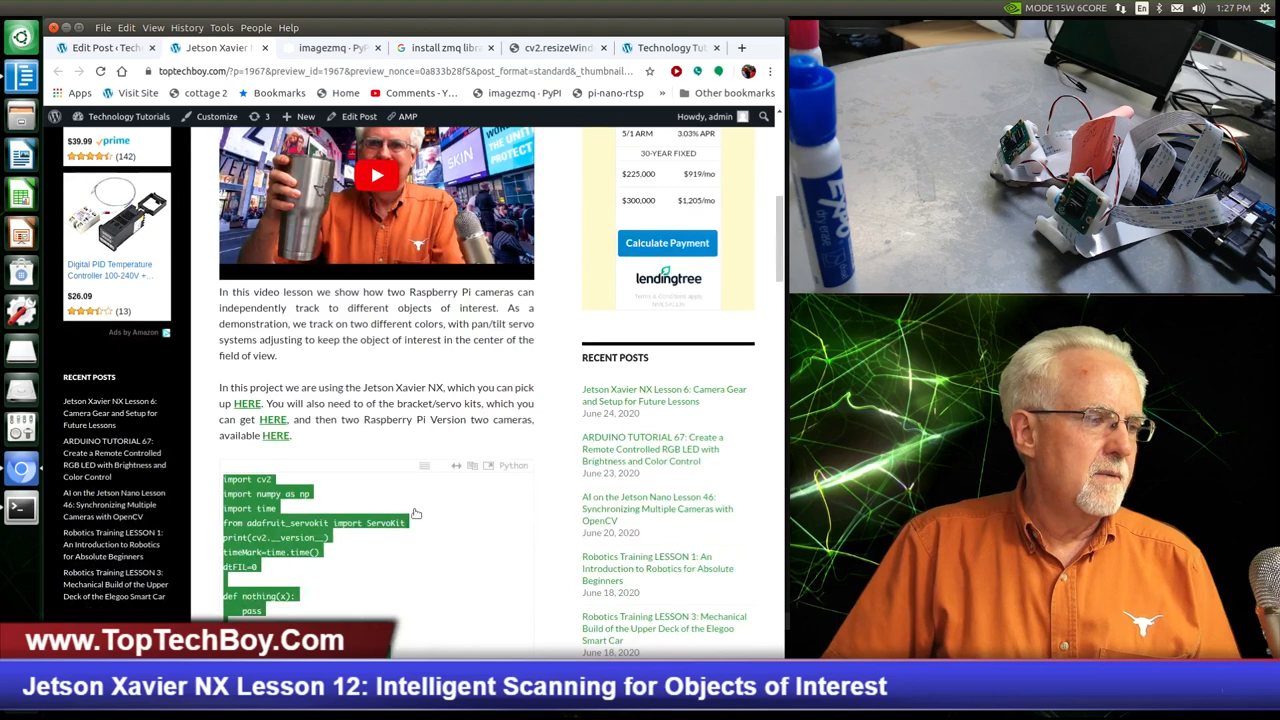 MODE 15W 6CORE
En
1:27 PM
File Edit View History Tools Profiles People Help
Edit Post ‹ Tech
Jetson Xavier N
imagezmq · PyP
install zmq libra
cv2.resizeWind
Technology Tut
toptechboy.com/?p=1967&preview_id=1967&preview_nonce=0a833b28f5&post_format=standard&_thumbnail...
Apps
Visit Site
cottage 2
Bookmarks
Home
Comments - Y...
imagezmq · PyPI
pi-nano-rtsp
»
Other bookmarks
Technology Tutorials
Customize
3
New
Edit Post
AMP
Howdy, admin
$39.99 prime
(142)
Digital PID Temperature
Controller 100-240V +...
$26.09
(13)
Ads by Amazon
RECENT POSTS
Jetson Xavier NX Lesson 6:
Camera Gear and Setup for
Future Lessons
ARDUINO TUTORIAL 67:
Create a Remote Controlled
RGB LED with Brightness and
Color Control
AI on the Jetson Nano Lesson
46: Synchronizing Multiple
Cameras with OpenCV
Robotics Training LESSON 1:
An Introduction to Robotics
for Absolute Beginners
Robotics Training LESSON 3:
Mechanical Build of the Upper
Deck of the Elegoo Smart Car
SKIN
WORKS
PROTECT
In this video lesson we show how two Raspberry Pi cameras can
independently track to different objects of interest. As a
demonstration, we track on two different colors, with pan/tilt servo
systems adjusting to keep the object of interest in the center of the
field of view.
In this project we are using the Jetson Xavier NX, which you can pick
up HERE. You will also need to of the bracket/servo kits, which you
can get HERE, and then two Raspberry Pi Version two cameras,
available HERE.
Python
import cv2
import numpy as np
import time
from adafruit_servokit import ServoKit
print(cv2.__version__)
timeMark=time.time()
dtFIL=0
def nothing(x):
pass
5/1 ARM 3.03% APR
30-YEAR FIXED
$225,000 $919/mo
$300,000 $1,205/mo
Calculate Payment
lendingtree
Terms & Conditions apply.
RECENT POSTS
Jetson Xavier NX Lesson 6: Camera Gear
and Setup for Future Lessons
June 24, 2020
ARDUINO TUTORIAL 67: Create a
Remote Controlled RGB LED with
Brightness and Color Control
June 23, 2020
AI on the Jetson Nano Lesson 46:
Synchronizing Multiple Cameras with
OpenCV
June 20, 2020
Robotics Training LESSON 1: An
Introduction to Robotics for Absolute
Beginners
June 18, 2020
Robotics Training LESSON 3: Mechanical
Build of the Upper Deck of the Elegoo
Smart Car
June 18, 2020
EXPO
dry erase
www.TopTechBoy.Com
Jetson Xavier NX Lesson 12: Intelligent Scanning for Objects of Interest